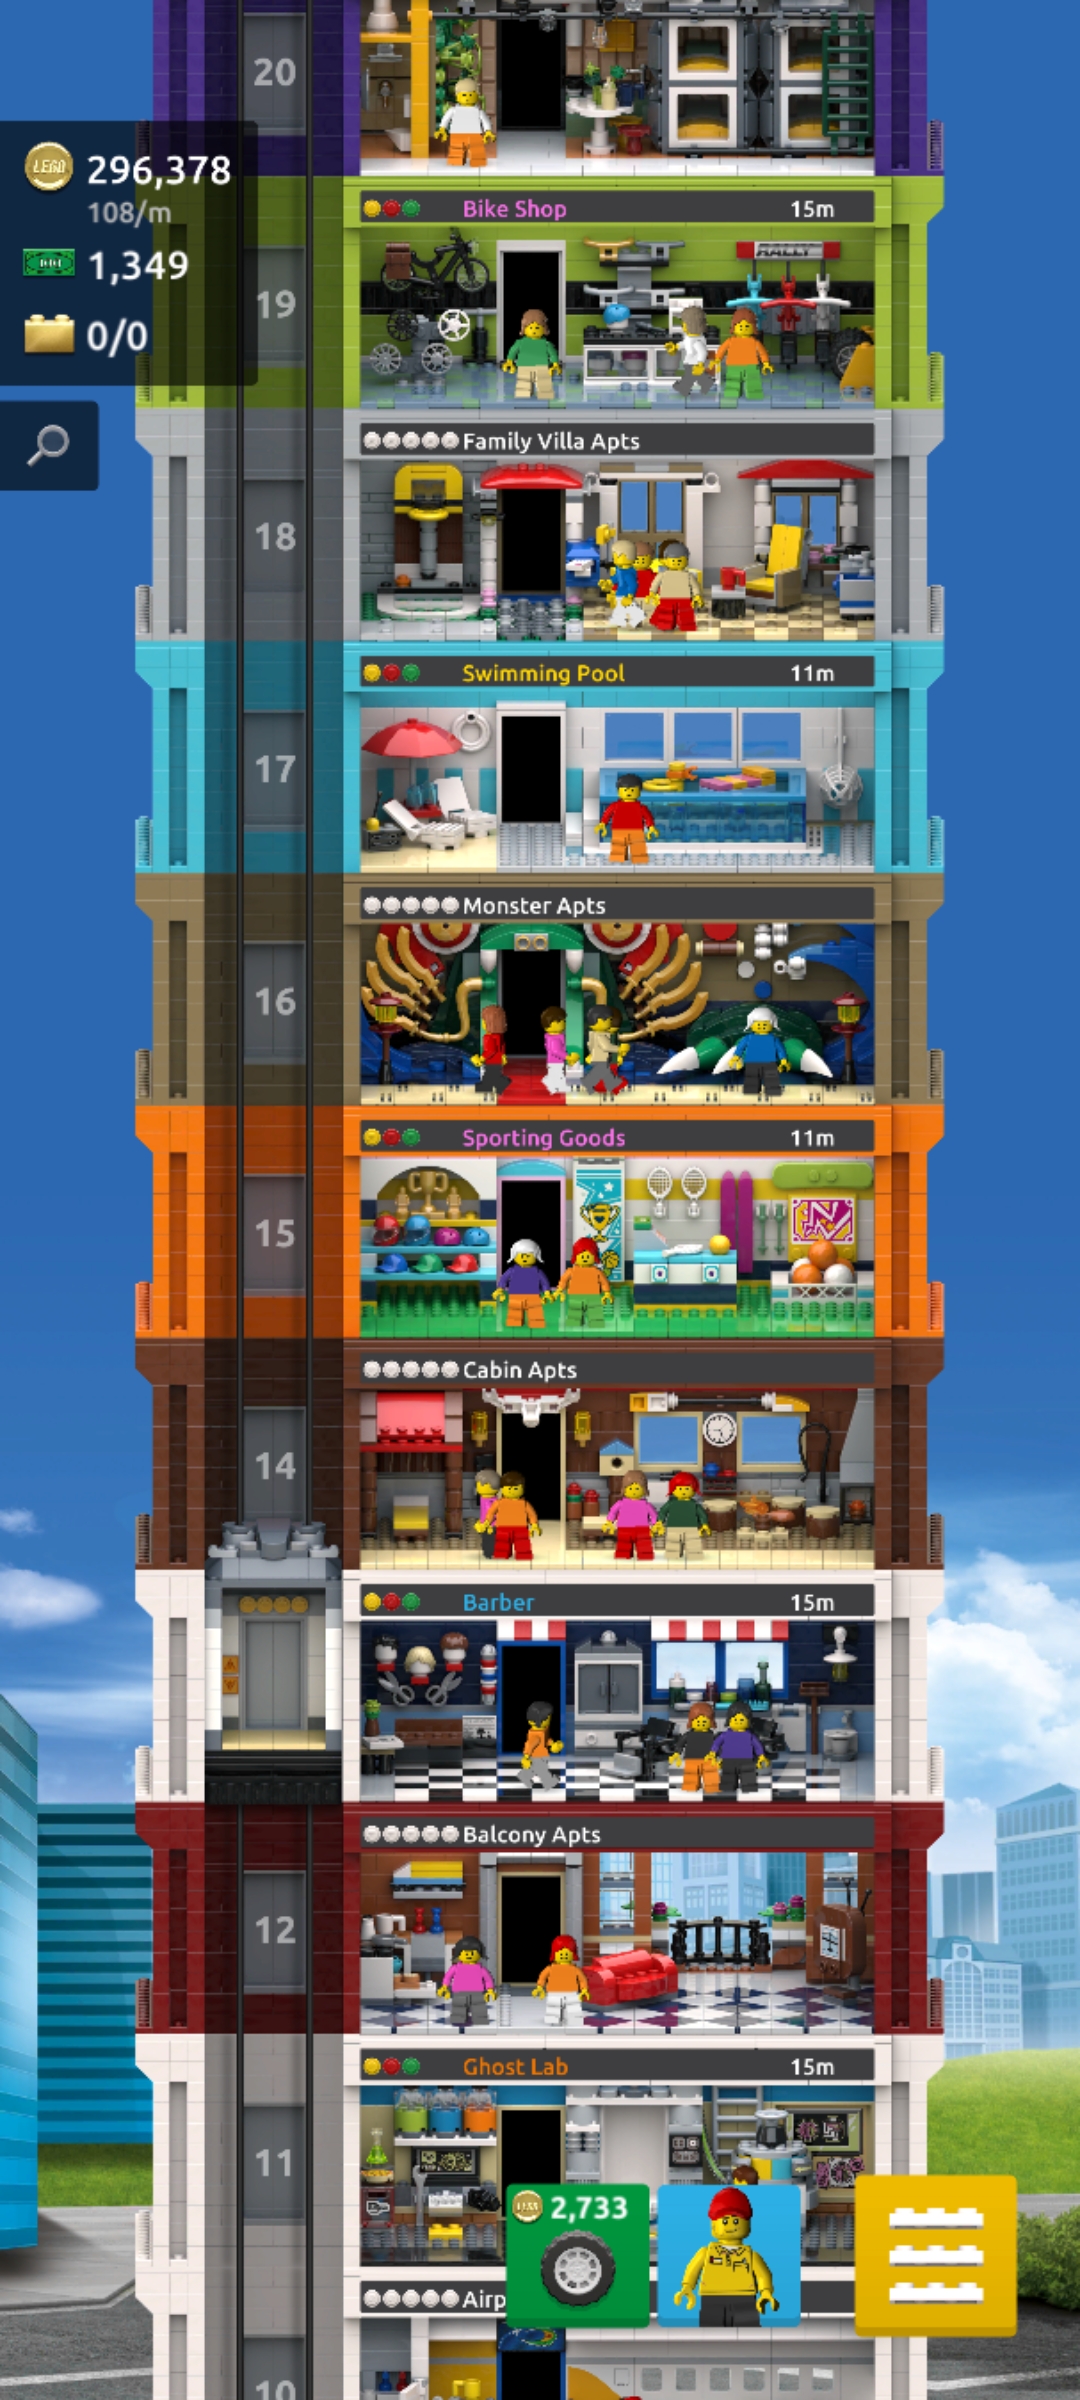 20
LEGO 296,378
108/m
1,349
0/0
Bike Shop 15m
RALLY
19
Family Villa Apts
18
Swimming Pool 11m
17
Monster Apts
16
Sporting Goods 11m
15
Cabin Apts
14
Barber 15m
Balcony Apts
12
Ghost Lab 15m
11
2,733
Airp
10